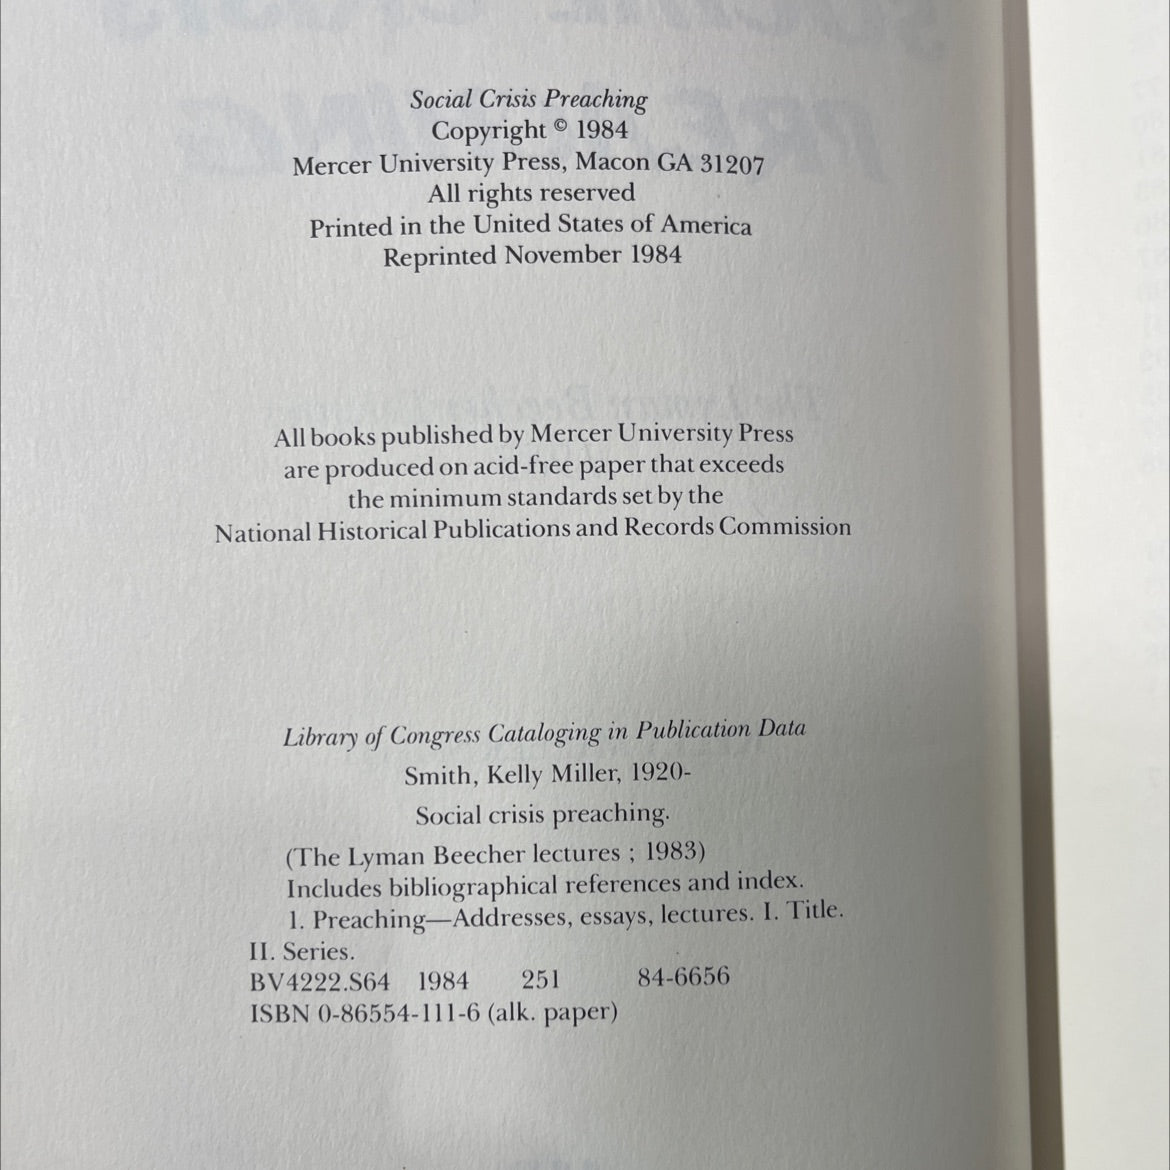 Social Crisis Preaching
Copyright © 1984
Mercer University Press, Macon GA 31207
All rights reserved
Printed in the United States of America
Reprinted November 1984
All books published by Mercer University Press
are produced on acid-free paper that exceeds
the minimum standards set by the
National Historical Publications and Records Commission
Library of Congress Cataloging in Publication Data
Smith, Kelly Miller, 1920-
Social crisis preaching.
(The Lyman Beecher lectures ; 1983)
Includes bibliographical references and index.
1. Preaching—Addresses, essays, lectures. I. Title.
II. Series.
BV4222.S64 1984 251 84-6656
ISBN 0-86554-111-6 (alk. paper)